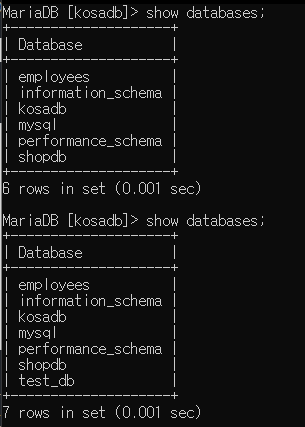 MariaDB [kosadb]> show databases;
+--------------------+
| Database           |
+--------------------+
| employees          |
| information_schema |
| kosadb             |
| mysql              |
| performance_schema |
| shopdb             |
+--------------------+
6 rows in set (0.001 sec)

MariaDB [kosadb]> show databases;
+--------------------+
| Database           |
+--------------------+
| employees          |
| information_schema |
| kosadb             |
| mysql              |
| performance_schema |
| shopdb             |
| test_db            |
+--------------------+
7 rows in set (0.001 sec)